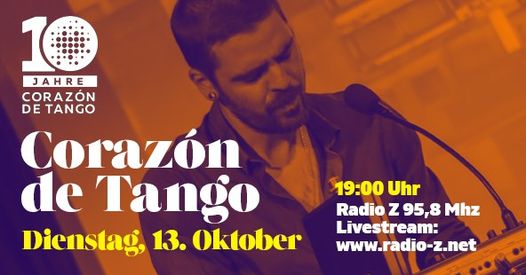 10
JAHRE
CORAZÓN
DE TANGO
Corazón
de Tango
Dienstag, 13. Oktober
19:00 Uhr
Radio Z 95,8 Mhz
Livestream:
www.radio-z.net